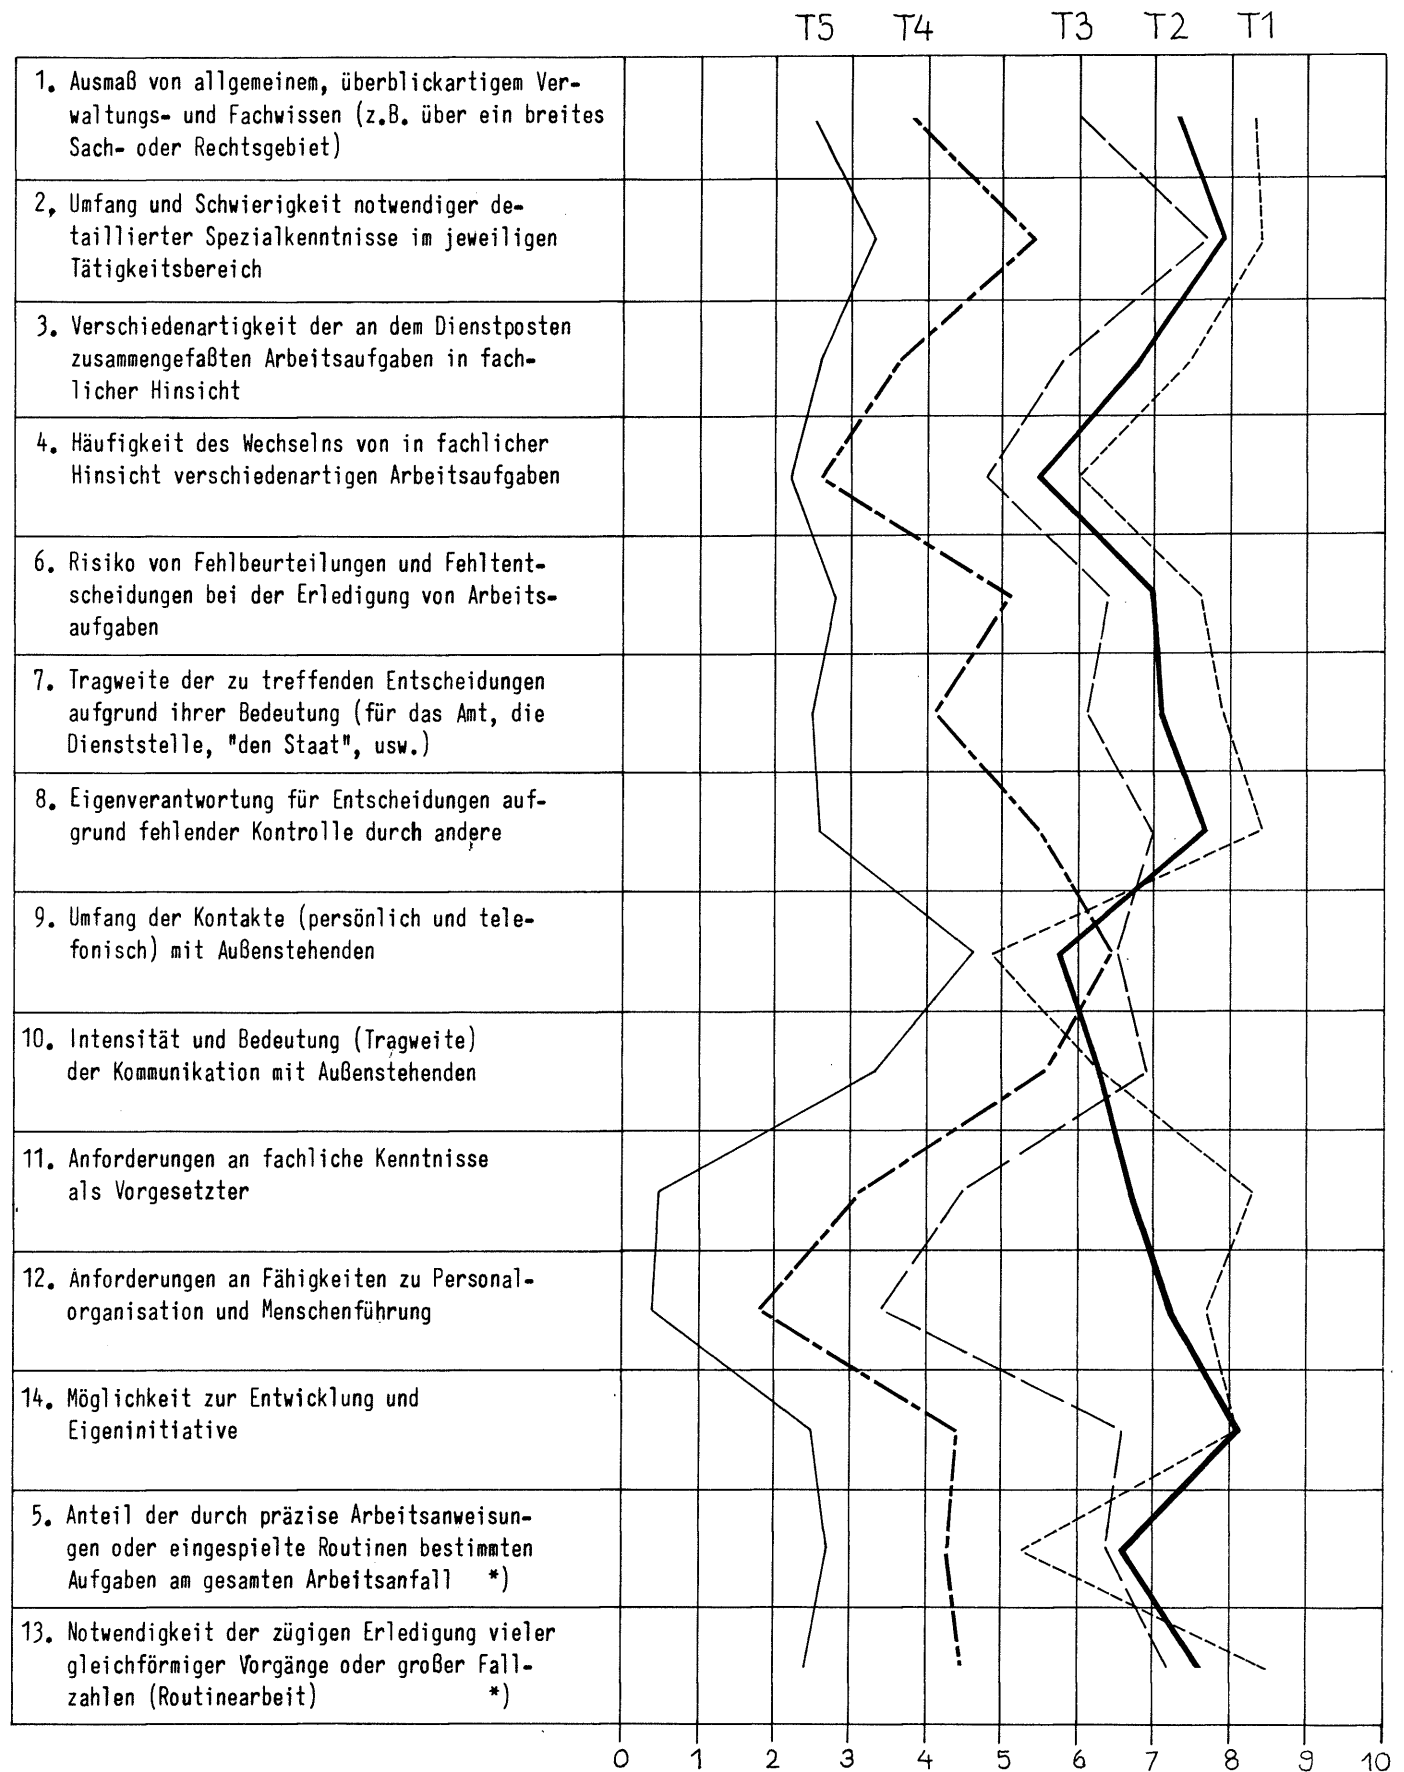 T5 T4 T3 T2 T1
1. Ausmaß von allgemeinem, überblickartigem Ver-
waltungs- und Fachwissen (z.B. über ein breites
Sach- oder Rechtsgebiet)
2, Umfang und Schwierigkeit notwendiger de-
taillierter Spezialkenntnisse im jeweiligen
Tätigkeitsbereich
3. Verschiedenartigkeit der an dem Dienstposten
zusammengefaßten Arbeitsaufgaben in fach-
licher Hinsicht
4. Häufigkeit des Wechselns von in fachlicher
Hinsicht verschiedenartigen Arbeitsaufgaben
6. Risiko von Fehlbeurteilungen und Fehltent-
scheidungen bei der Erledigung von Arbeits-
aufgaben
7. Tragweite der zu treffenden Entscheidungen
aufgrund ihrer Bedeutung (für das Amt, die
Dienststelle, "den Staat", usw.)
8. Eigenverantwortung für Entscheidungen auf-
grund fehlender Kontrolle durch andere
9. Umfang der Kontakte (persönlich und tele-
fonisch) mit Außenstehenden
10. Intensität und Bedeutung (Tragweite)
der Kommunikation mit Außenstehenden
11. Anforderungen an fachliche Kenntnisse
als Vorgesetzter
12. Anforderungen an Fähigkeiten zu Personal-
organisation und Menschenführung
14. Möglichkeit zur Entwicklung und
Eigeninitiative
5. Anteil der durch präzise Arbeitsanweisun-
gen oder eingespielte Routinen bestimmten
Aufgaben am gesamten Arbeitsanfall *)
13. Notwendigkeit der zügigen Erledigung vieler
gleichförmiger Vorgänge oder großer Fall-
zahlen (Routinearbeit) *)
0 1 2 3 4 5 6 7 8 9 10